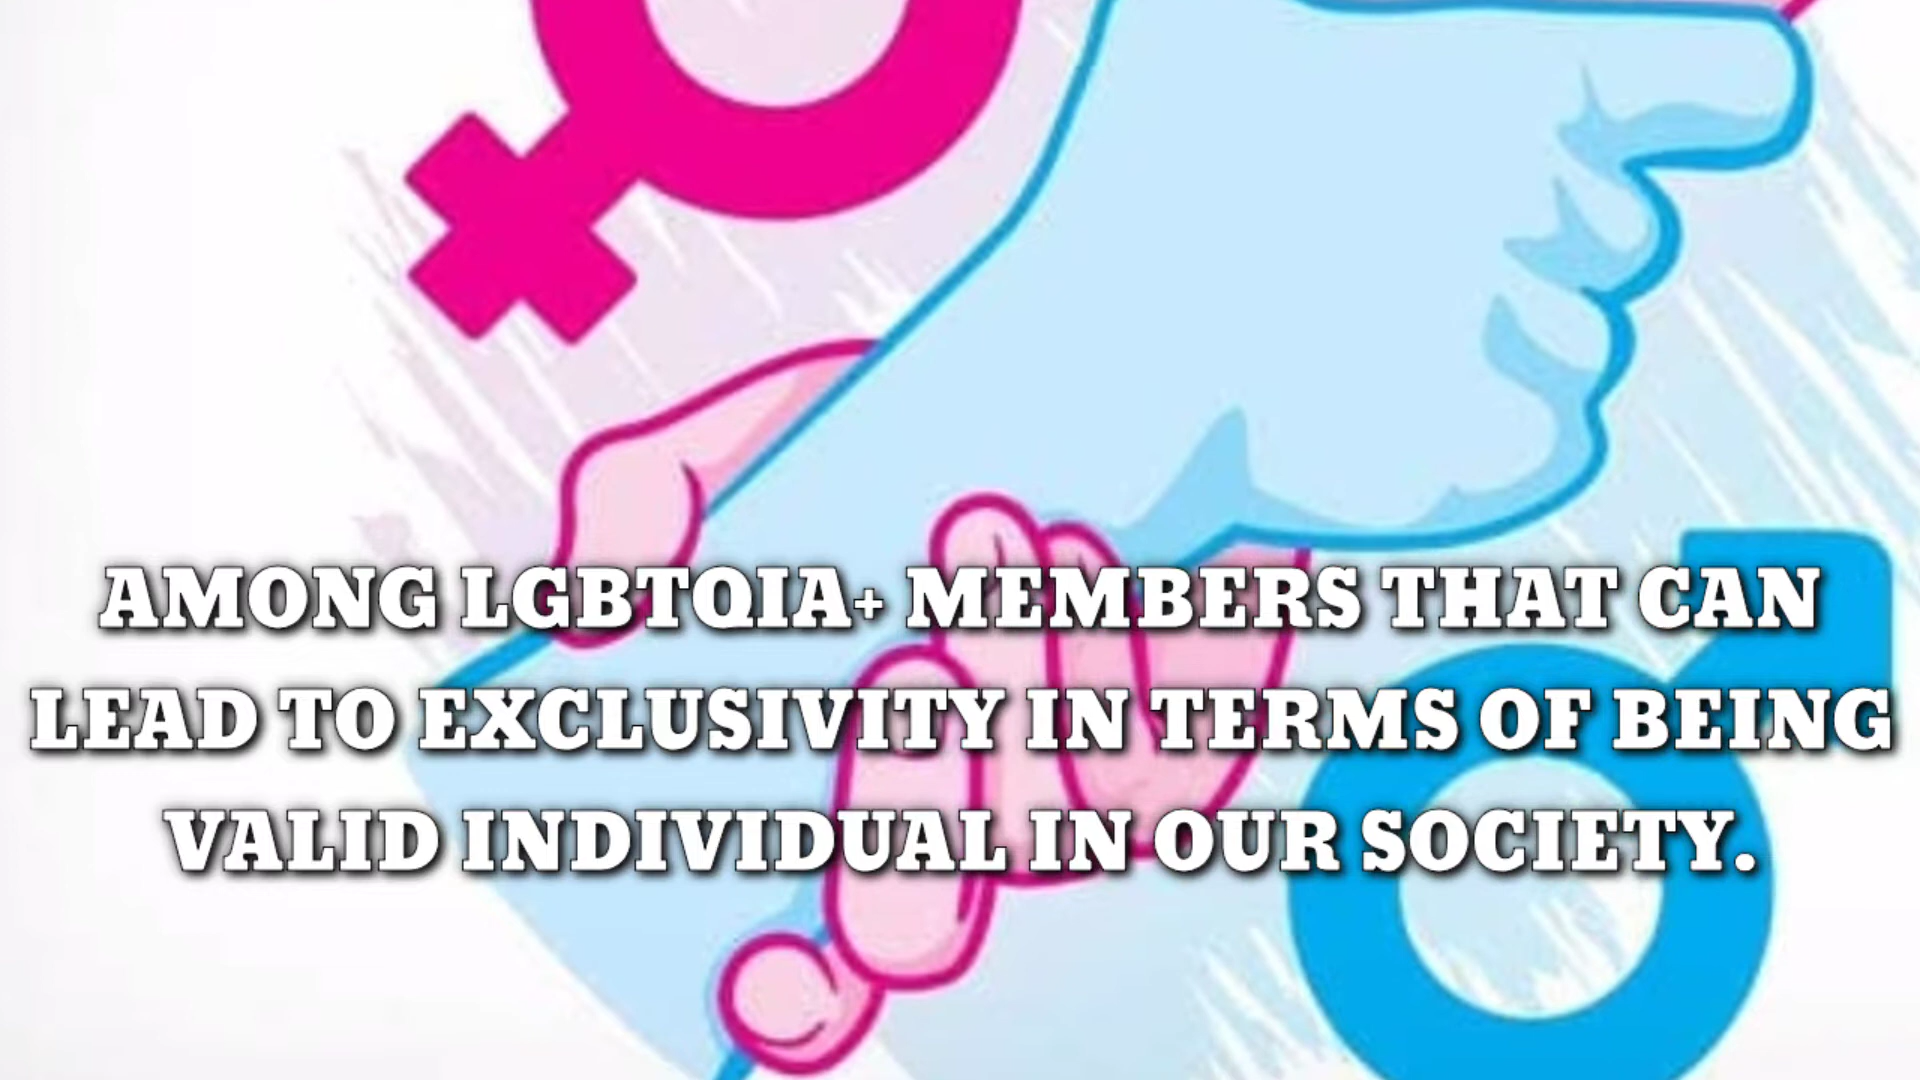 AMONG LGBTQIA+ MEMBERS THAT CAN
LEAD TO EXCLUSIVITY IN TERMS OF BEING
VALID INDIVIDUAL IN OUR SOCIETY.